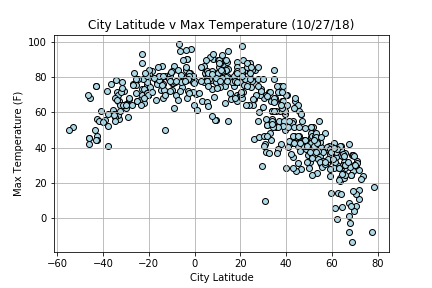 City Latitude v Max Temperature (10/27/18)
100
80
60
40
20
0
Max Temperature (F)
−60 −40 −20 0 20 40 60 80
City Latitude